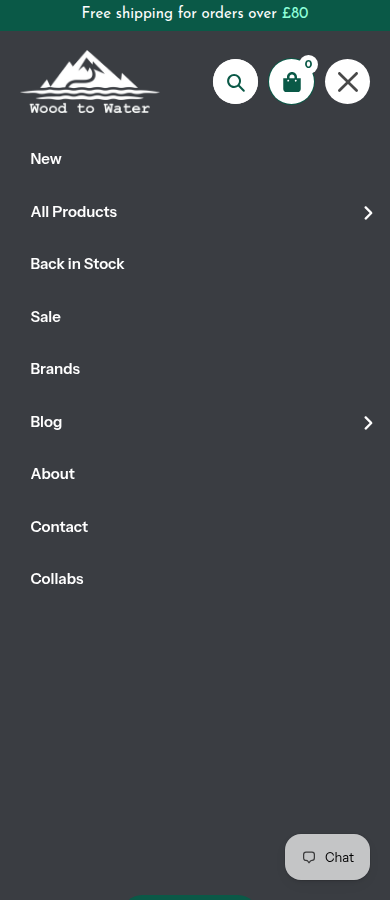 Free shipping for orders over £80
Wood to Water
0
New
All Products
Back in Stock
Sale
Brands
Blog
About
Contact
Collabs
Chat